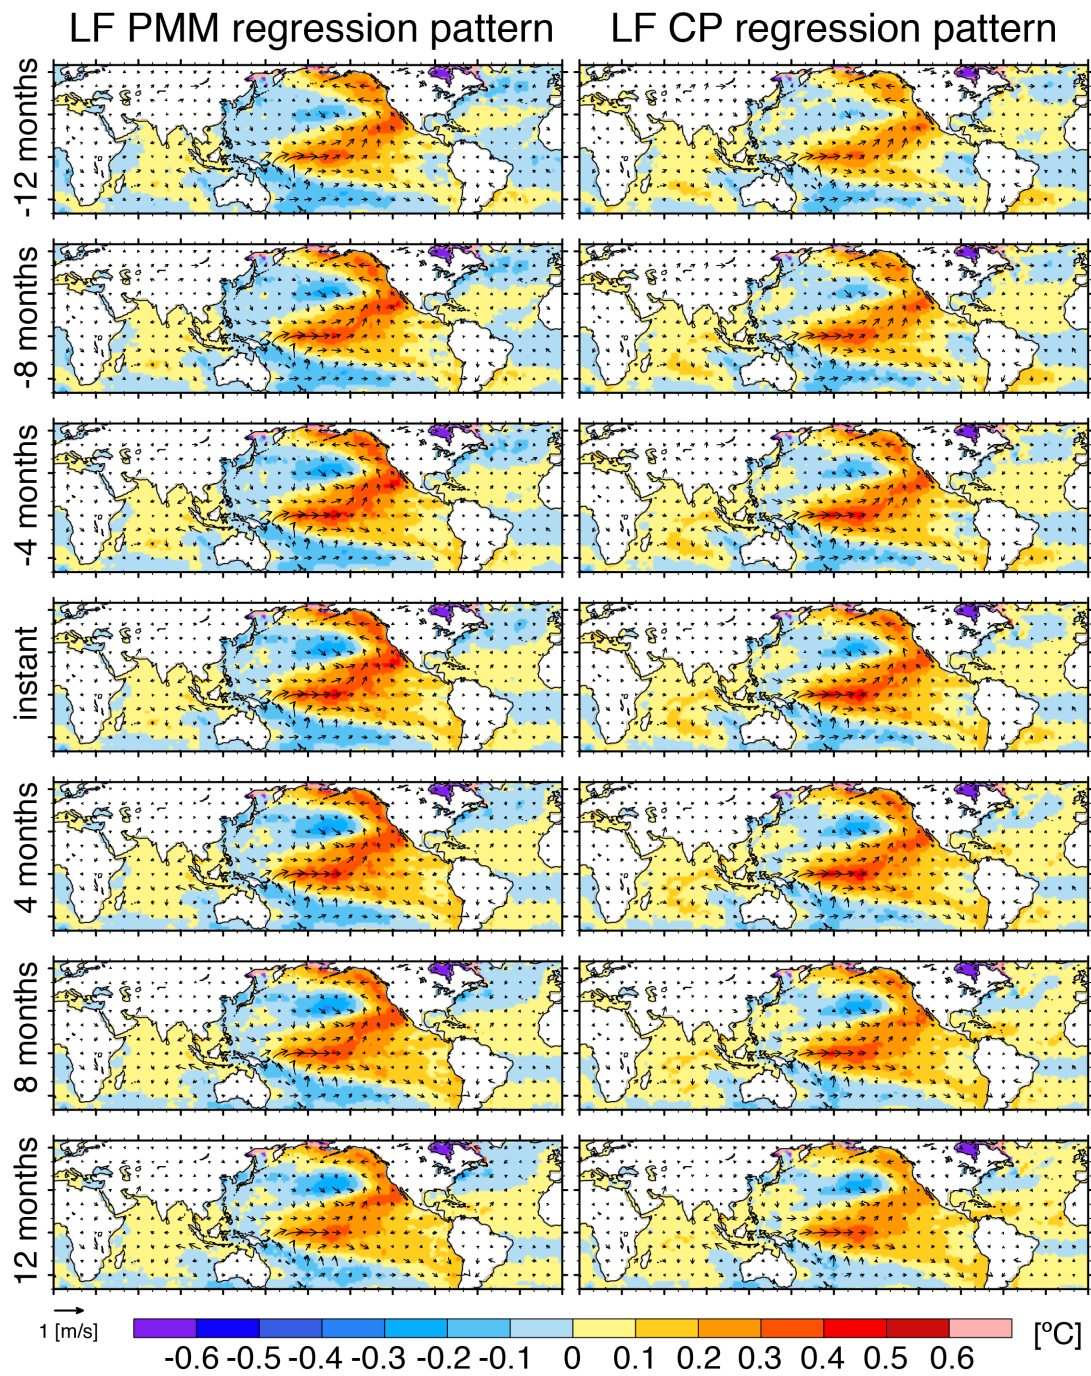 LF PMM regression pattern LF CP regression pattern
-12 months
-8 months
-4 months
instant
4 months
8 months
12 months
1 [m/s]
-0.6 -0.5 -0.4 -0.3 -0.2 -0.1 0 0.1 0.2 0.3 0.4 0.5 0.6 [ºC]